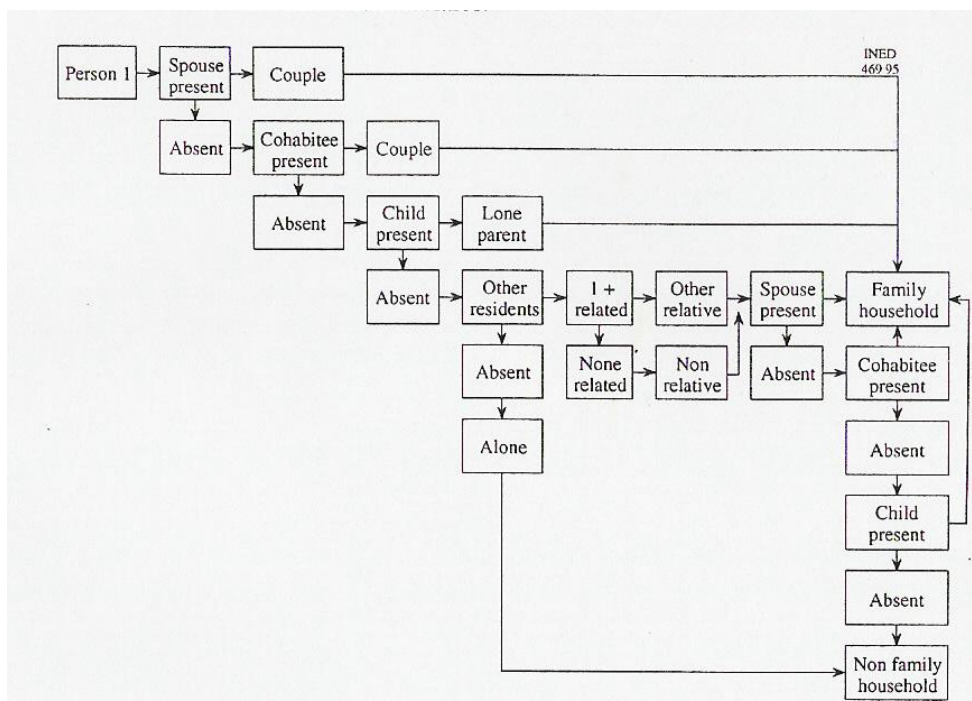 INED
469 95
Person 1
Spouse
present
Couple
Absent
Cohabitee
present
Couple
Absent
Child
present
Lone
parent
Absent
Other
residents
1 +
related
Other
relative
Spouse
present
Family
household
Absent
None
related
Non
relative
Absent
Cohabitee
present
Alone
Absent
Child
present
Absent
Non family
household